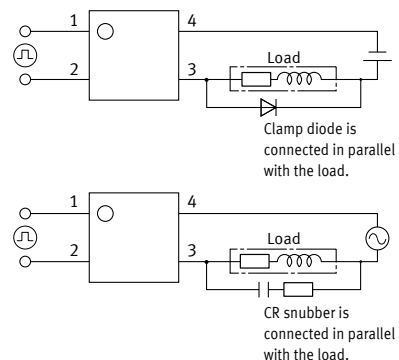 1 4
Load
2 3
Clamp diode is
connected in parallel
with the load.
1 4
Load
2 3
CR snubber is
connected in parallel
with the load.